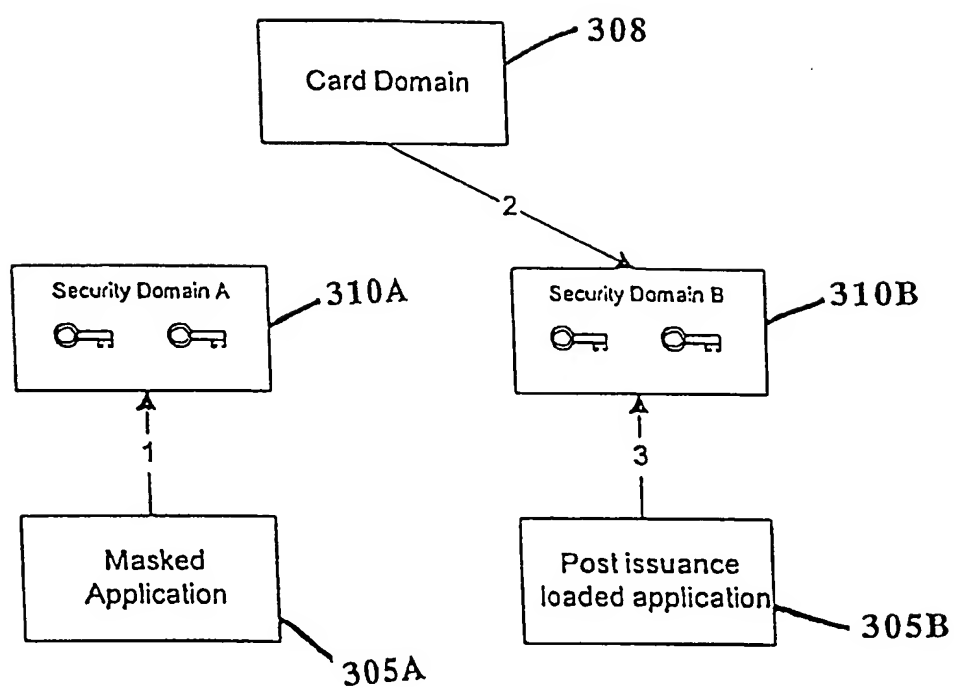 308
Card Domain
2
Security Domain A
310A
Security Domain B
310B
1
3
Masked
Application
305A
Post issuance
loaded application
305B